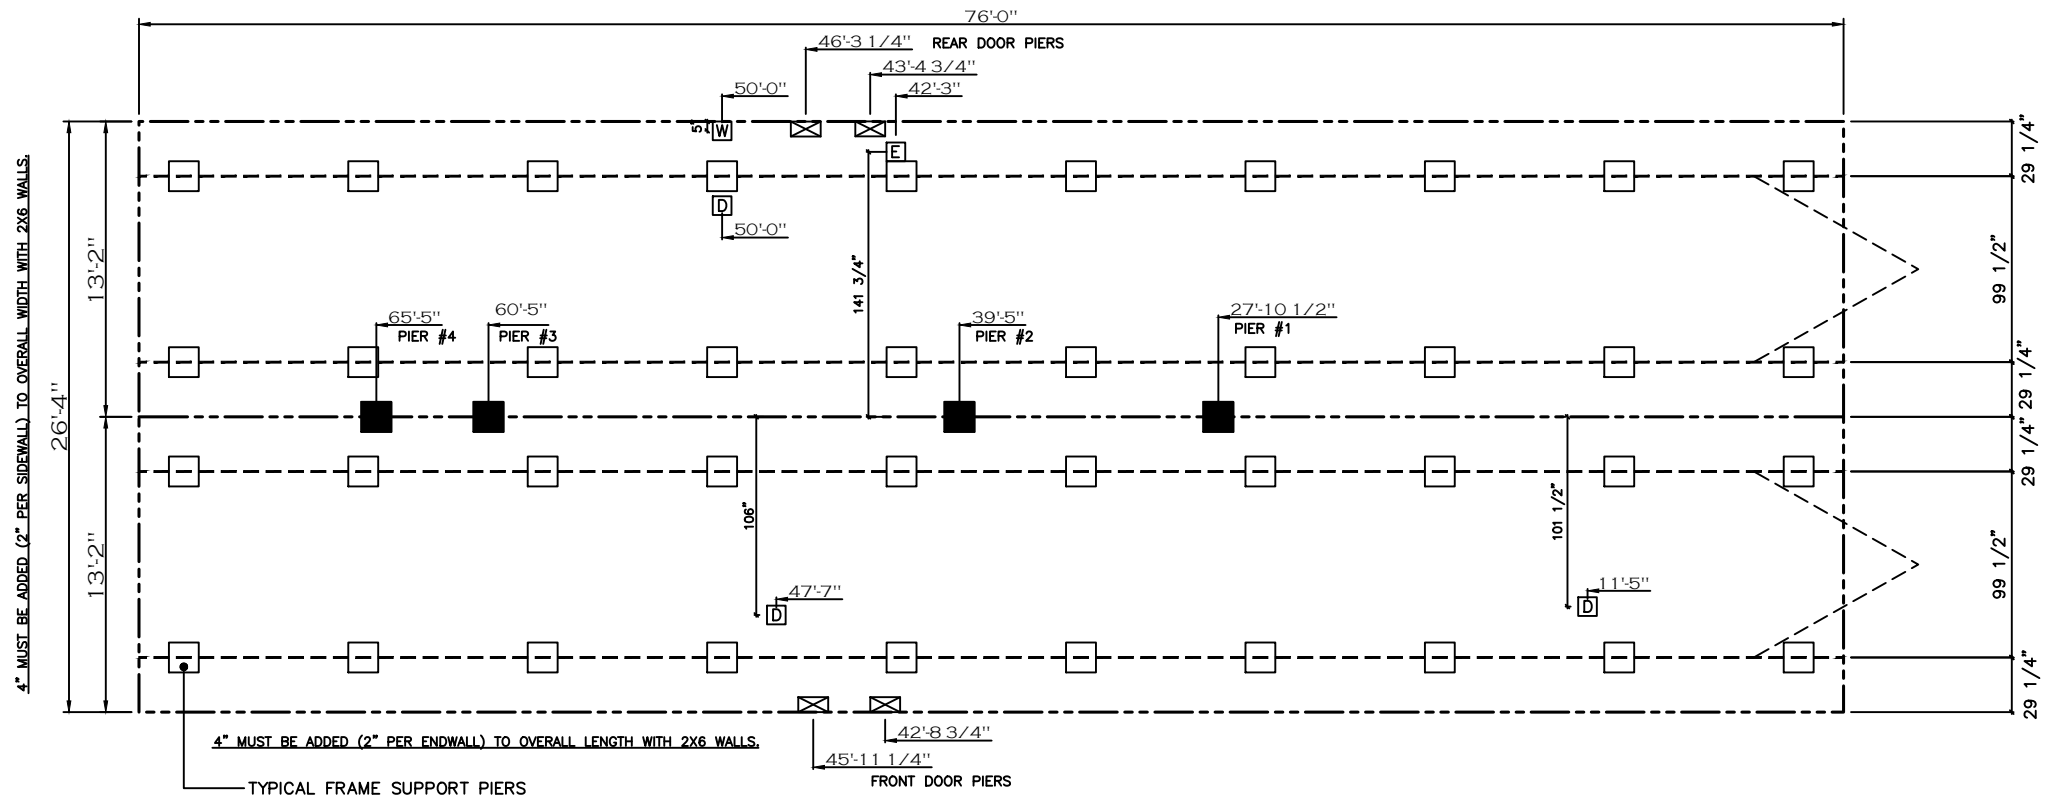 76'-0"
46'-3 1/4" REAR DOOR PIERS
43'-4 3/4"
50'-0" 42'-3"
5"
W
E
D
50'-0"
29 1/4"
99 1/2"
29 1/4"
29 1/4"
99 1/2"
29 1/4"
4" MUST BE ADDED (2" PER SIDEWALL) TO OVERALL WIDTH WITH 2X6 WALLS.
26'-4"
13'-2"
13'-2"
141 3/4"
65'-5"
PIER #4
60'-5"
PIER #3
39'-5"
PIER #2
27'-10 1/2"
PIER #1
106"
101 1/2"
47'-7"
D
11'-5"
D
42'-8 3/4"
45'-11 1/4"
FRONT DOOR PIERS
4" MUST BE ADDED (2" PER ENDWALL) TO OVERALL LENGTH WITH 2X6 WALLS.
TYPICAL FRAME SUPPORT PIERS